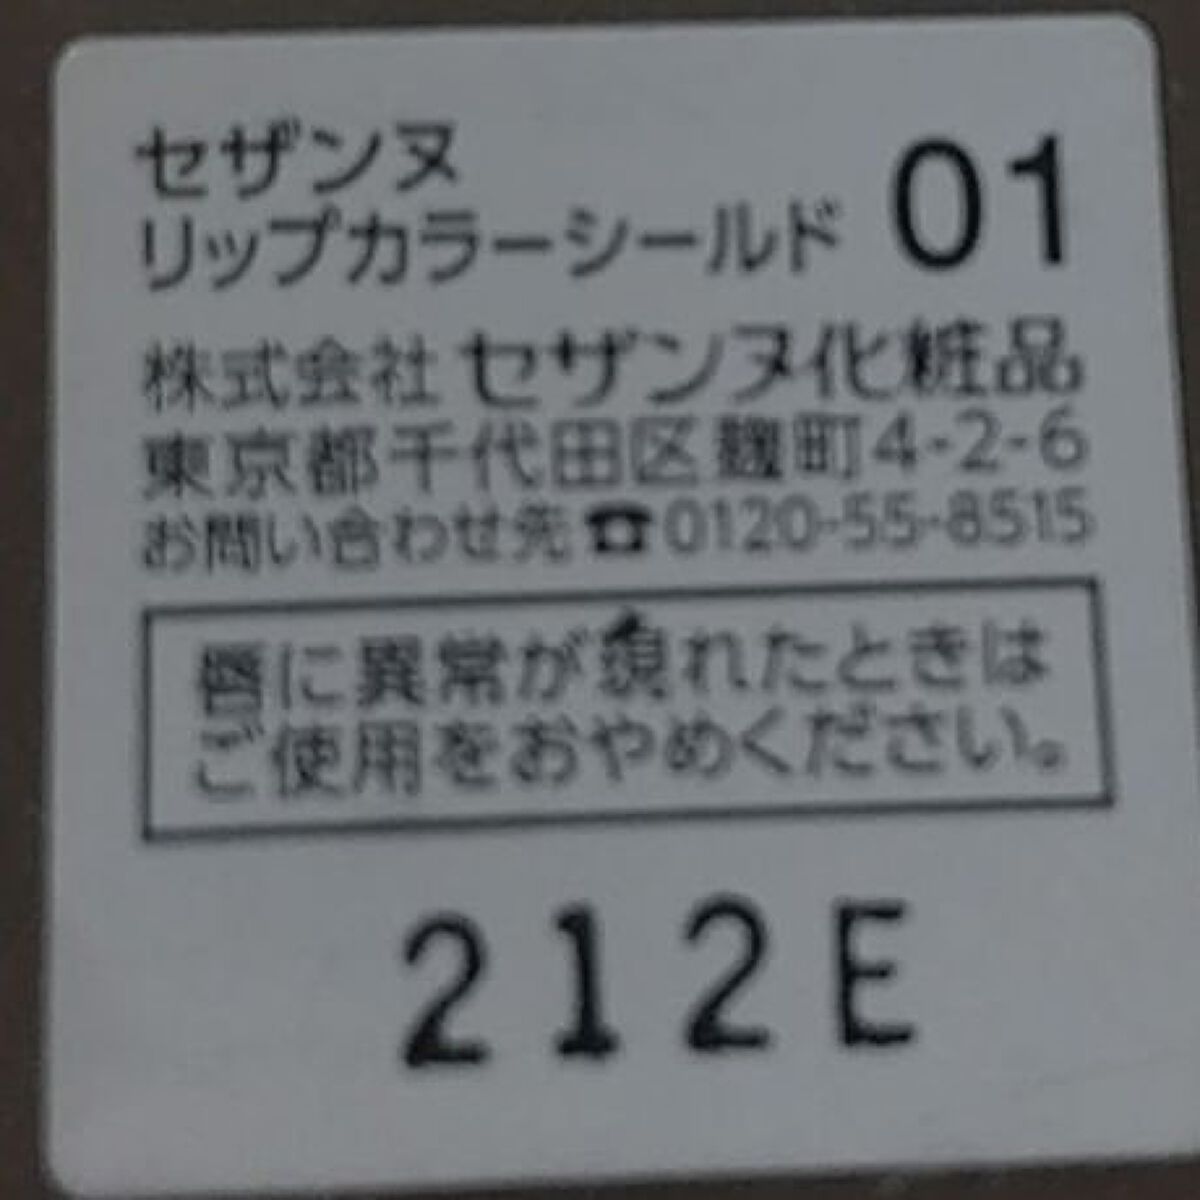 セザンヌ
リップカラーシールド 01
株式会社 セザンヌ化粧品
東京都千代田区麹町4-2-6
お問い合わせ先☎0120-55-8515
唇に異常が現れたときは
ご使用をおやめください。
212E